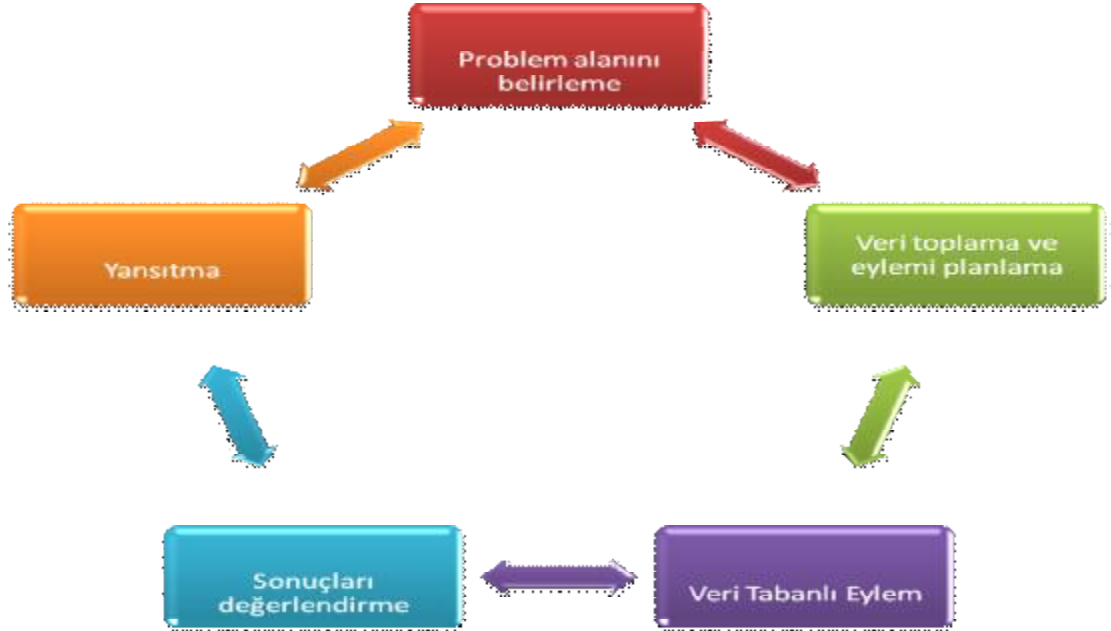 Problem alanını
belirleme
Veri toplama ve
eylemi planlama
Veri Tabanlı Eylem
Sonuçları
değerlendirme
Yansıtma